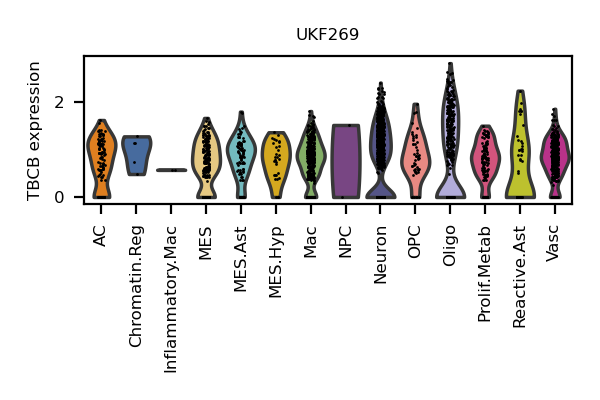 UKF269
TBCB expression
2
0
AC
Chromatin.Reg
Inflammatory.Mac
MES
MES.Ast
MES.Hyp
Mac
NPC
Neuron
OPC
Oligo
Prolif.Metab
Reactive.Ast
Vasc